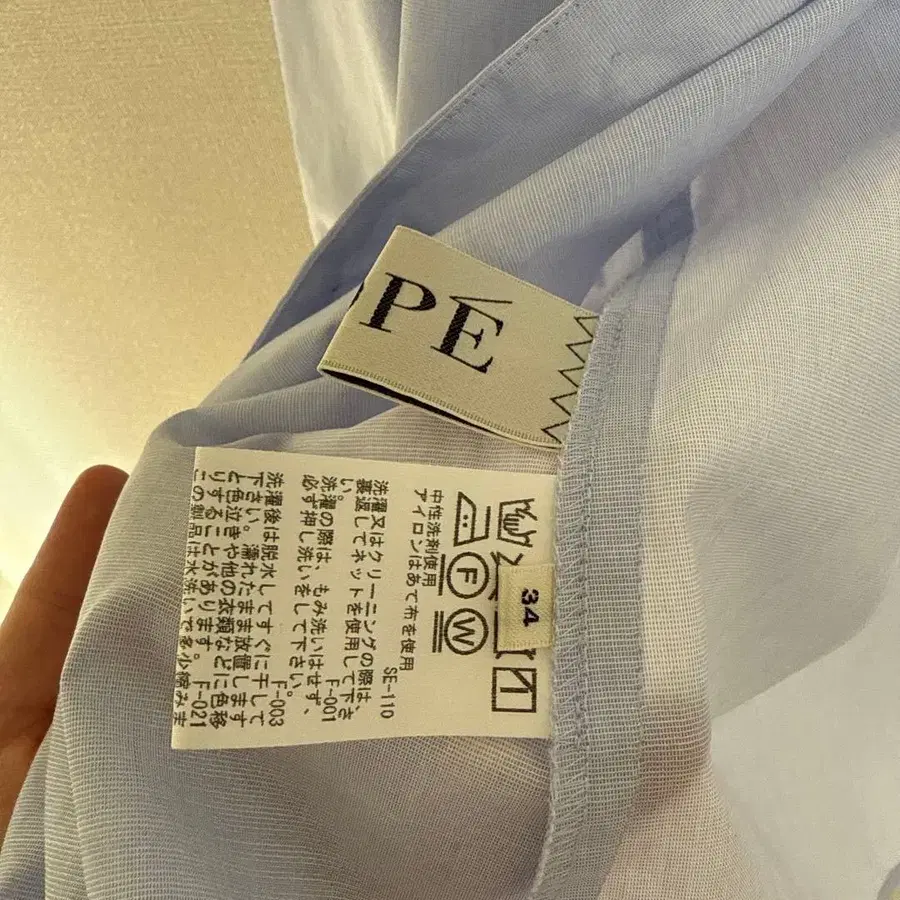 OPÉ
34
F
W
中性洗剤使用
アイロンはあて布を使用
SE-110
洗濯又はクリーニングの際は、
裏返してネットを使用して下さ
い。 F-001
洗濯の際は、もみ洗いはせず、
必ず押し洗いをして下さい。
F-003
洗濯後は脱水してすぐに干して
下さい。濡れたまま放置します
と色泣きや他の衣類などに色移
りすることがあります。 F-021
この製品は水洗いで多少縮みま